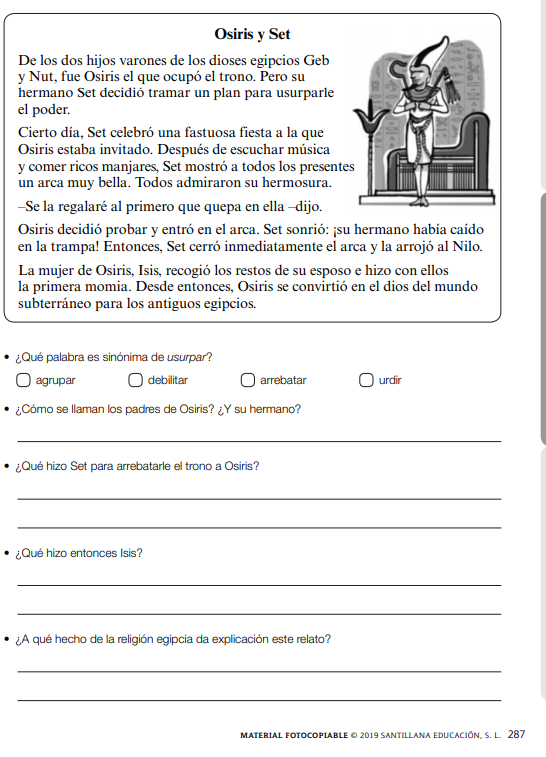 Osiris y Set
De los dos hijos varones de los dioses egipcios Geb
y Nut, fue Osiris el que ocupó el trono. Pero su
hermano Set decidió tramar un plan para usurparle
el poder.
Cierto día, Set celebró una fastuosa fiesta a la que
Osiris estaba invitado. Después de escuchar música
y comer ricos manjares, Set mostró a todos los presentes
un arca muy bella. Todos admiraron su hermosura.
–Se la regalaré al primero que quepa en ella –dijo.
Osiris decidió probar y entró en el arca. Set sonrió: ¡su hermano había caído
en la trampa! Entonces, Set cerró inmediatamente el arca y la arrojó al Nilo.
La mujer de Osiris, Isis, recogió los restos de su esposo e hizo con ellos
la primera momia. Desde entonces, Osiris se convirtió en el dios del mundo
subterráneo para los antiguos egipcios.
• ¿Qué palabra es sinónima de usurpar?
agrupar debilitar arrebatar urdir
• ¿Cómo se llaman los padres de Osiris? ¿Y su hermano?
• ¿Qué hizo Set para arrebatarle el trono a Osiris?
• ¿Qué hizo entonces Isis?
• ¿A qué hecho de la religión egipcia da explicación este relato?
MATERIAL FOTOCOPIABLE © 2019 SANTILLANA EDUCACIÓN, S. L. 287